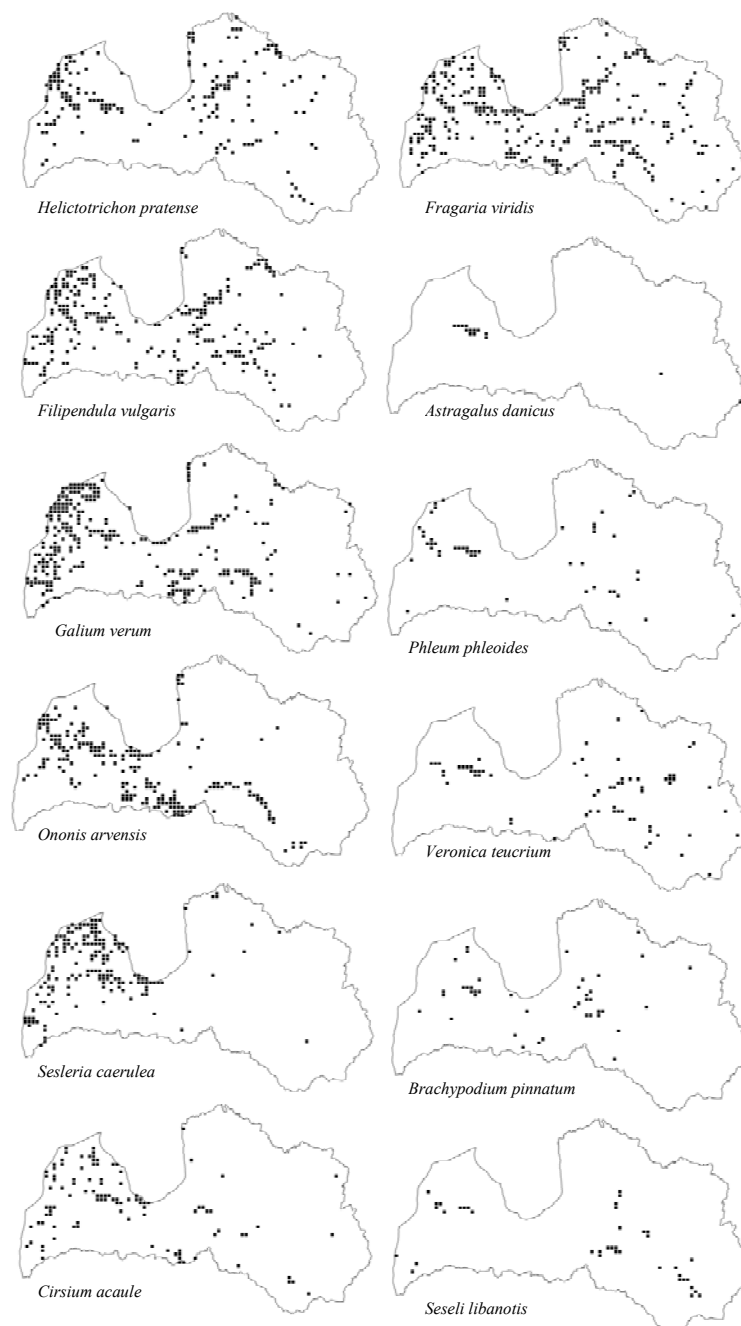 Helictotrichon pratense
Fragaria viridis
Filipendula vulgaris
Astragalus danicus
Galium verum
Phleum phleoides
Ononis arvensis
Veronica teucrium
Sesleria caerulea
Brachypodium pinnatum
Cirsium acaule
Seseli libanotis